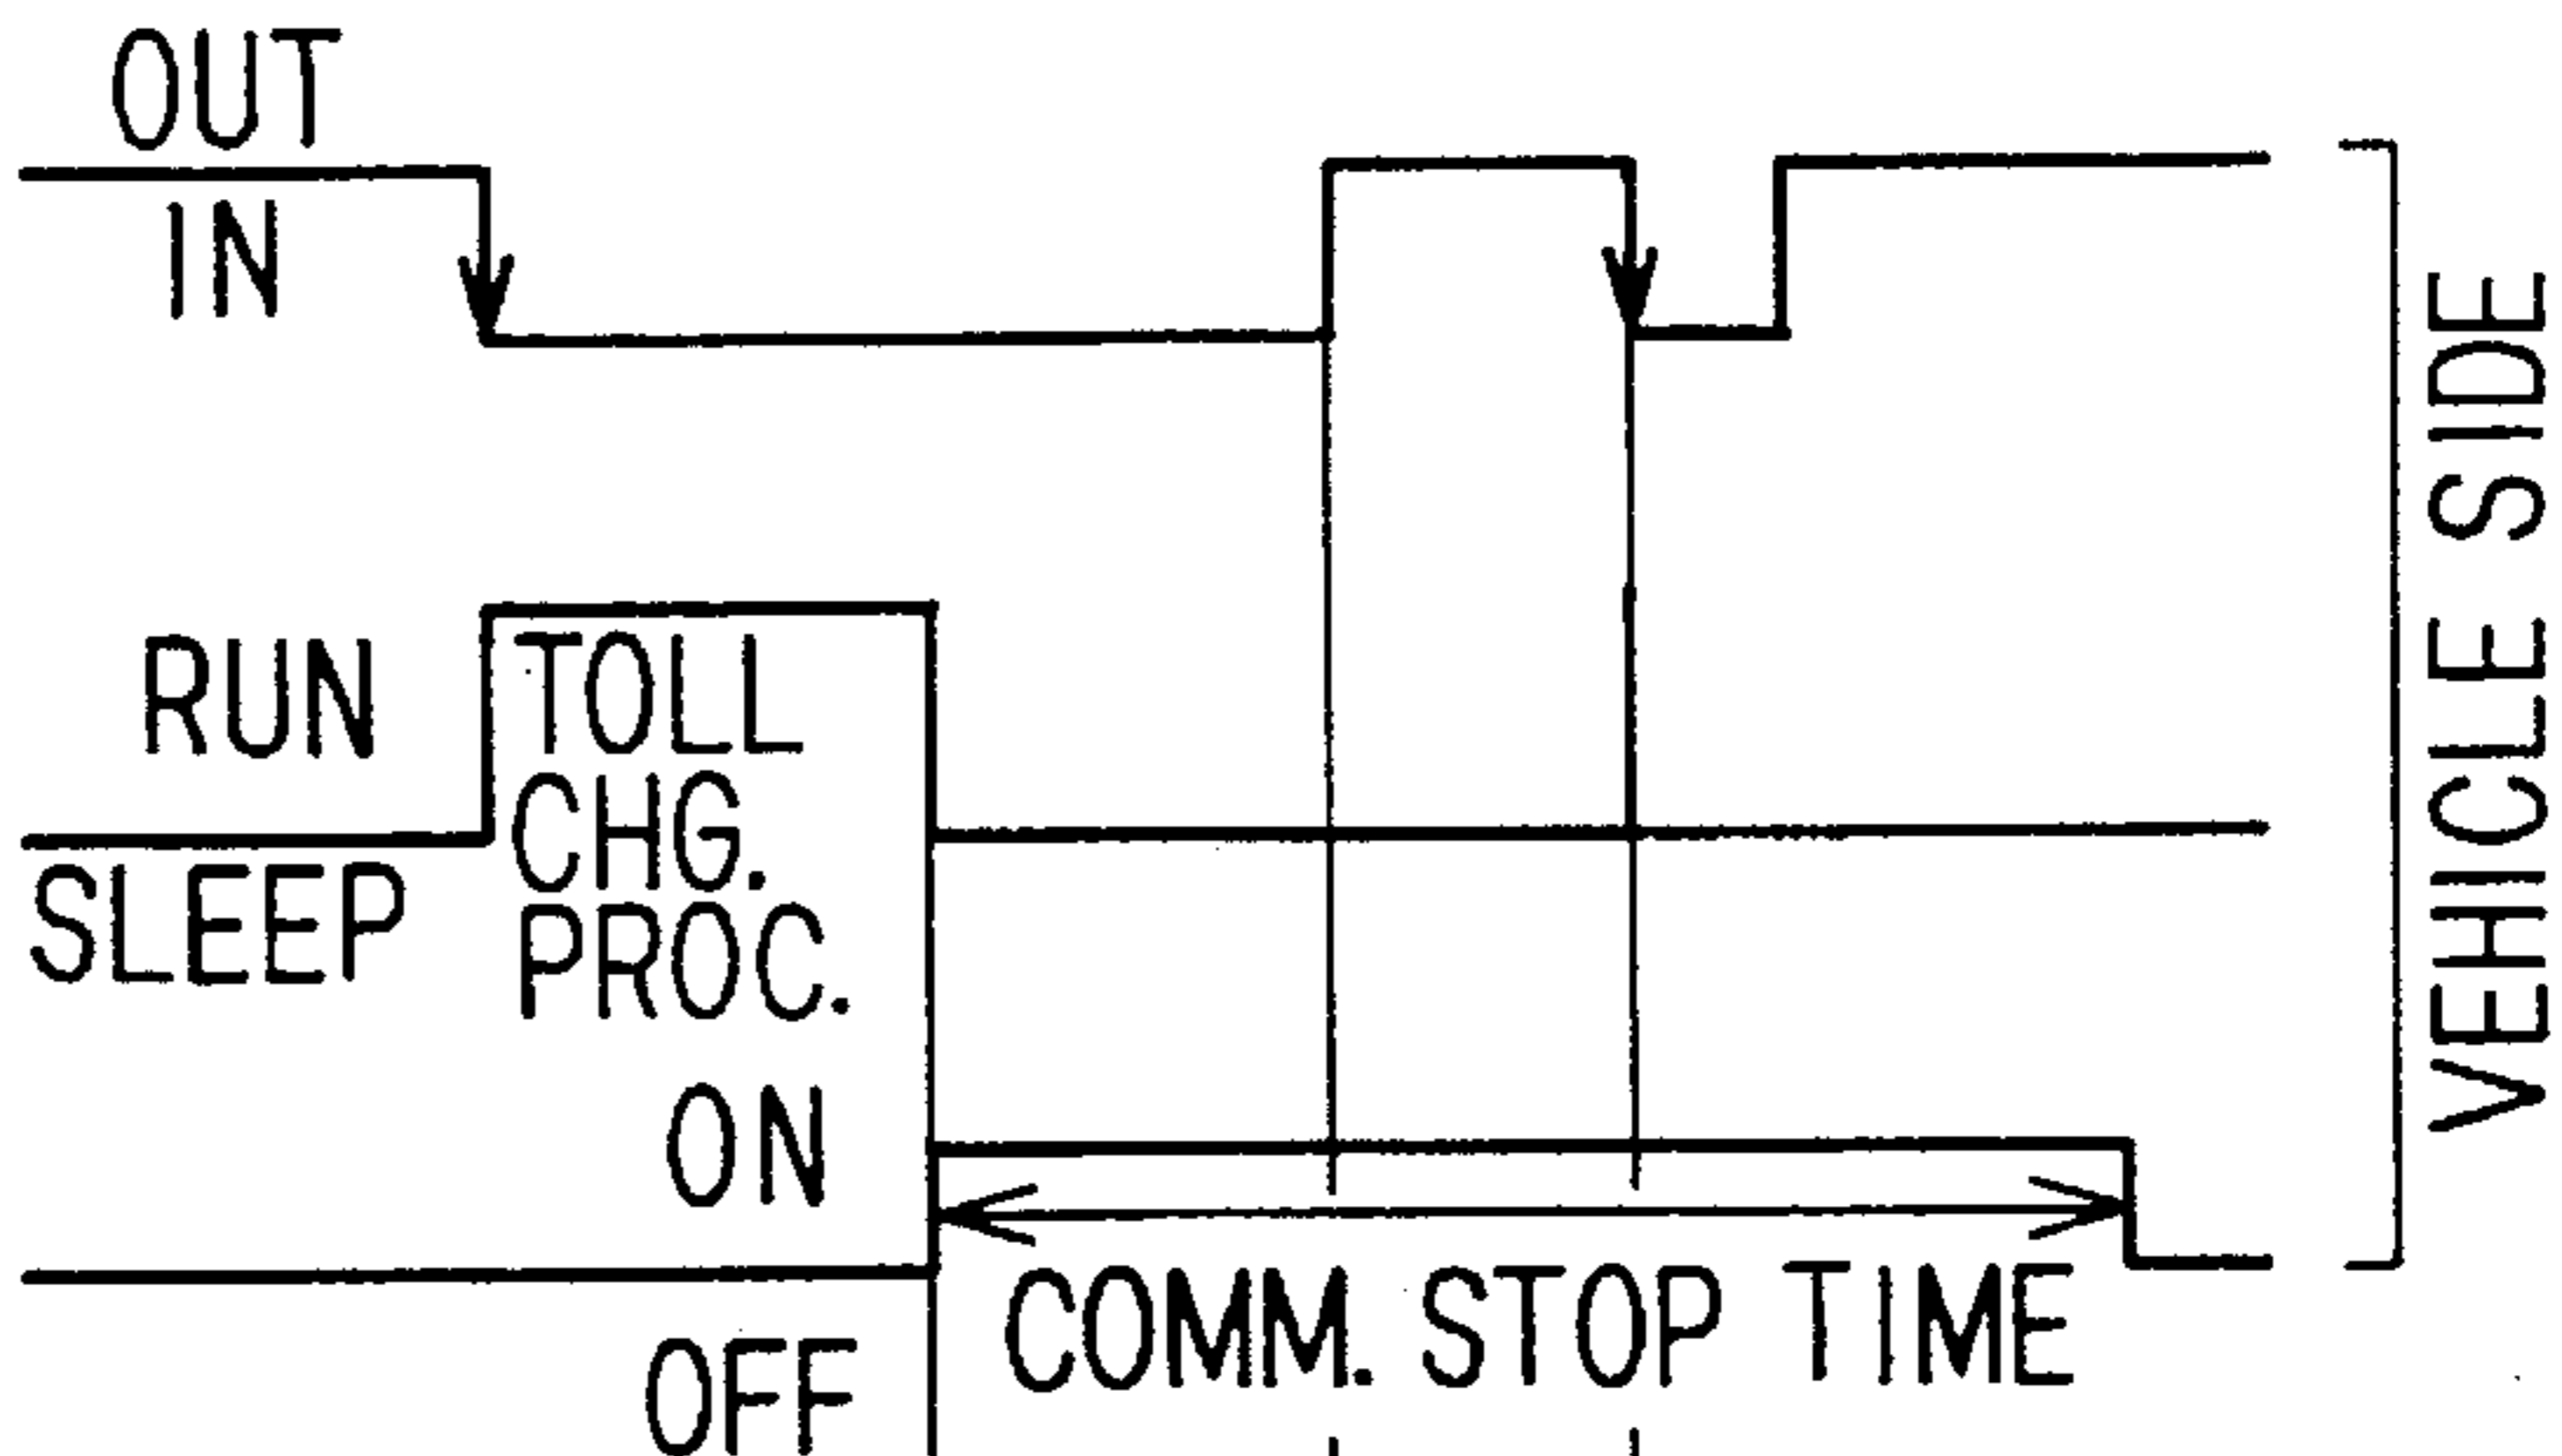 OUT
IN
RUN
SLEEP
TOLL
CHG.
PROC.
ON
OFF
COMM. STOP TIME
VEHICLE SIDE